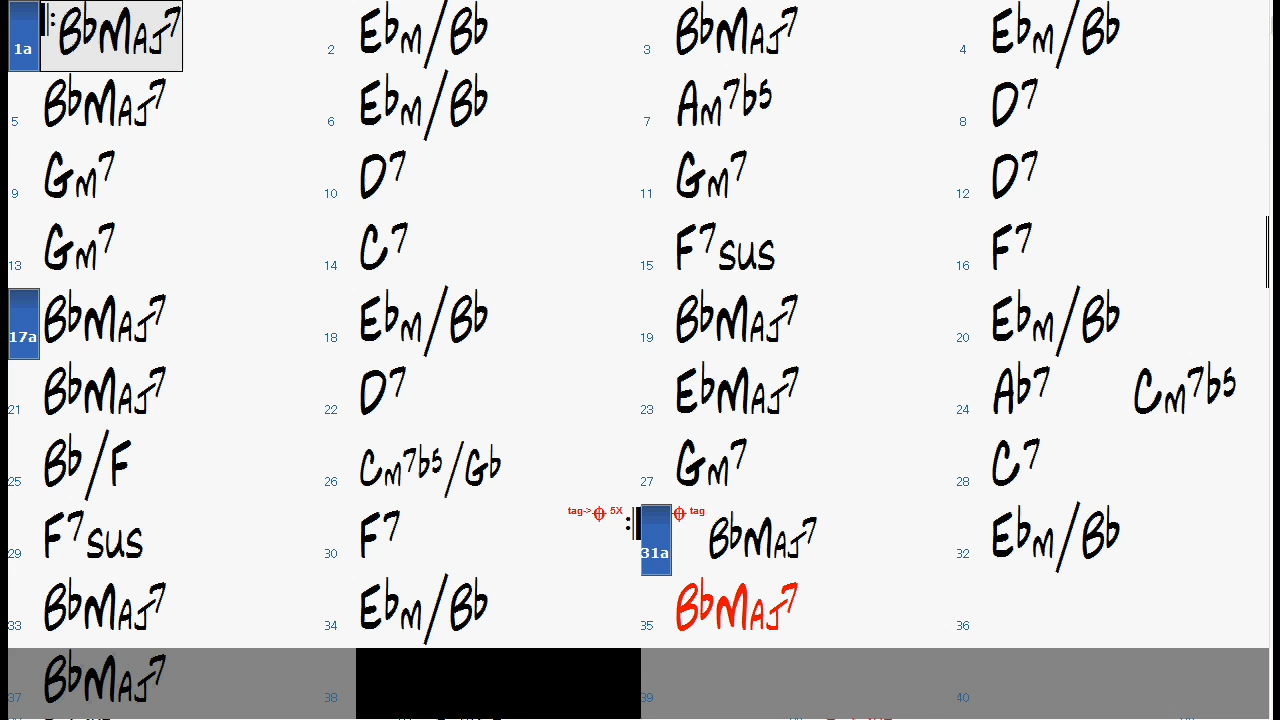 1a BbMAJ7 2 Ebm/Bb 3 BbMAJ7 4 Ebm/Bb
5 BbMAJ7 6 Ebm/Bb 7 Am7b5 8 D7
9 Gm7 10 D7 11 Gm7 12 D7
13 Gm7 14 C7 15 F7sus 16 F7
17a BbMAJ7 18 Ebm/Bb 19 BbMAJ7 20 Ebm/Bb
21 BbMAJ7 22 D7 23 EbMAJ7 24 Ab7 Cm7b5
25 Bb/F 26 Cm7b5/Gb 27 Gm7 28 C7
tag-> 5X tag
29 F7sus 30 F7 31a BbMAJ7 32 Ebm/Bb
33 BbMAJ7 34 Ebm/Bb 35 BbMAJ7 36
37 BbMAJ7 38 39 40